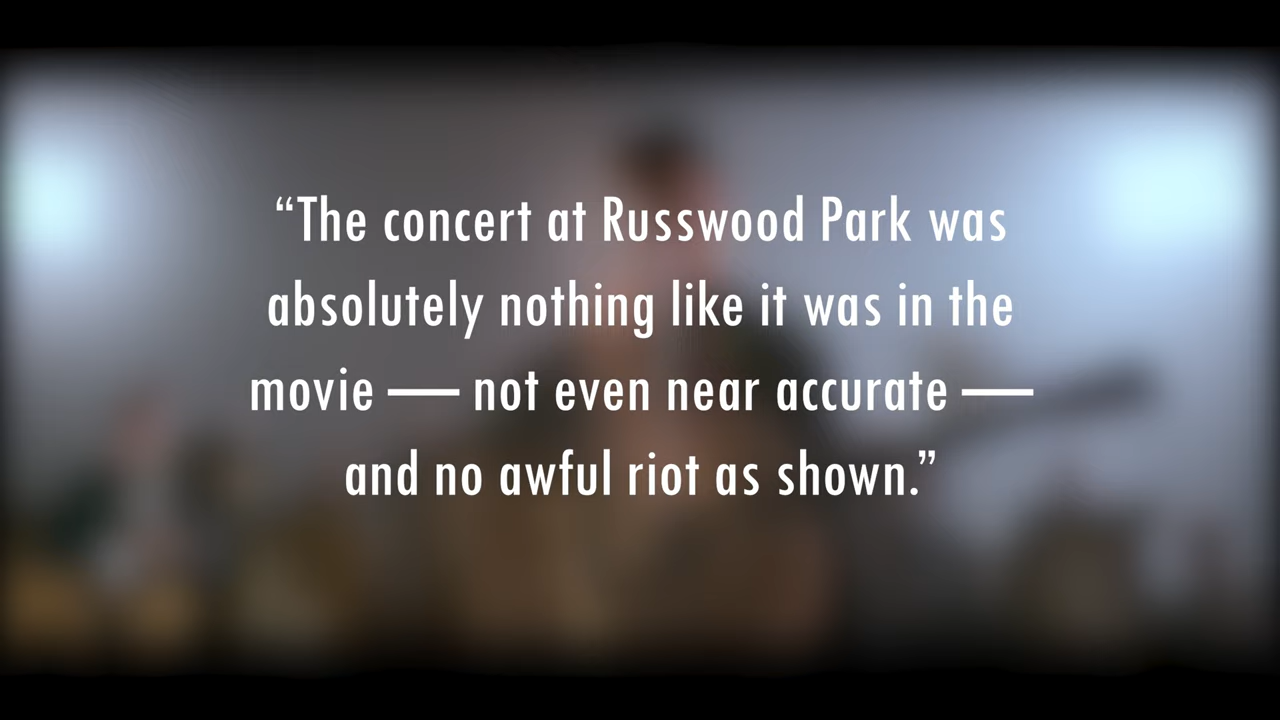 “The concert at Russwood Park was
absolutely nothing like it was in the
movie — not even near accurate —
and no awful riot as shown.”